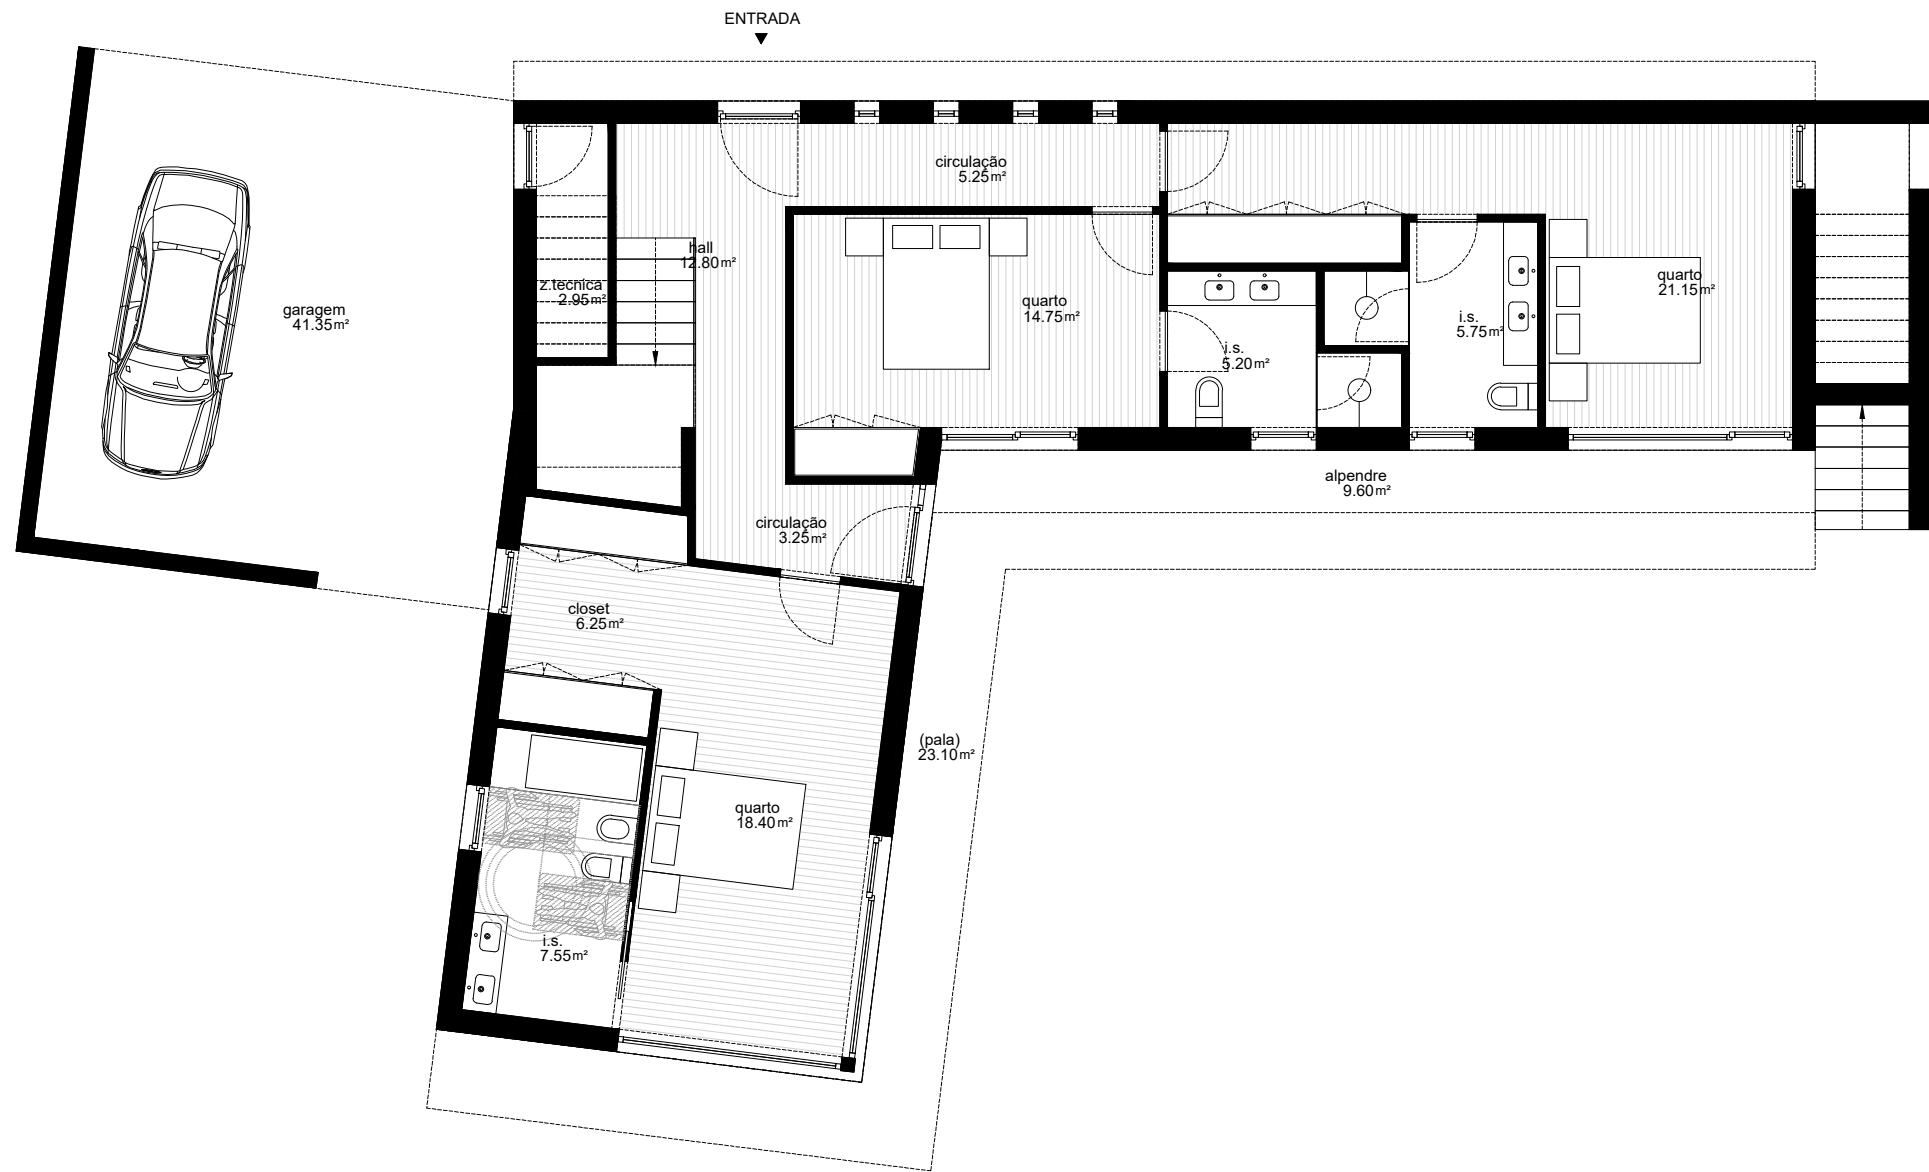 ENTRADA
circulação
5.25m²
hall
12.80m²
z.tecnica
2.95m²
garagem
41.35m²
quarto
14.75m²
i.s.
5.20m²
i.s.
5.75m²
quarto
21.15m²
alpendre
9.60m²
circulação
3.25m²
closet
6.25m²
(pala)
23.10m²
quarto
18.40m²
i.s.
7.55m²